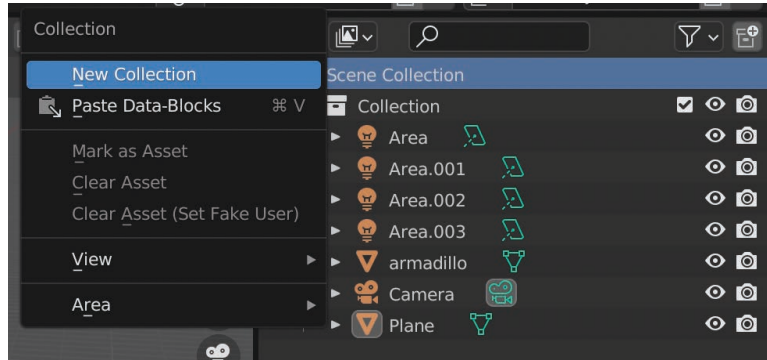 Collection
New Collection
Paste Data-Blocks ⌘ V
Mark as Asset
Clear Asset
Clear Asset (Set Fake User)
View
Area
Scene Collection
Collection
Area
Area.001
Area.002
Area.003
armadillo
Camera
Plane